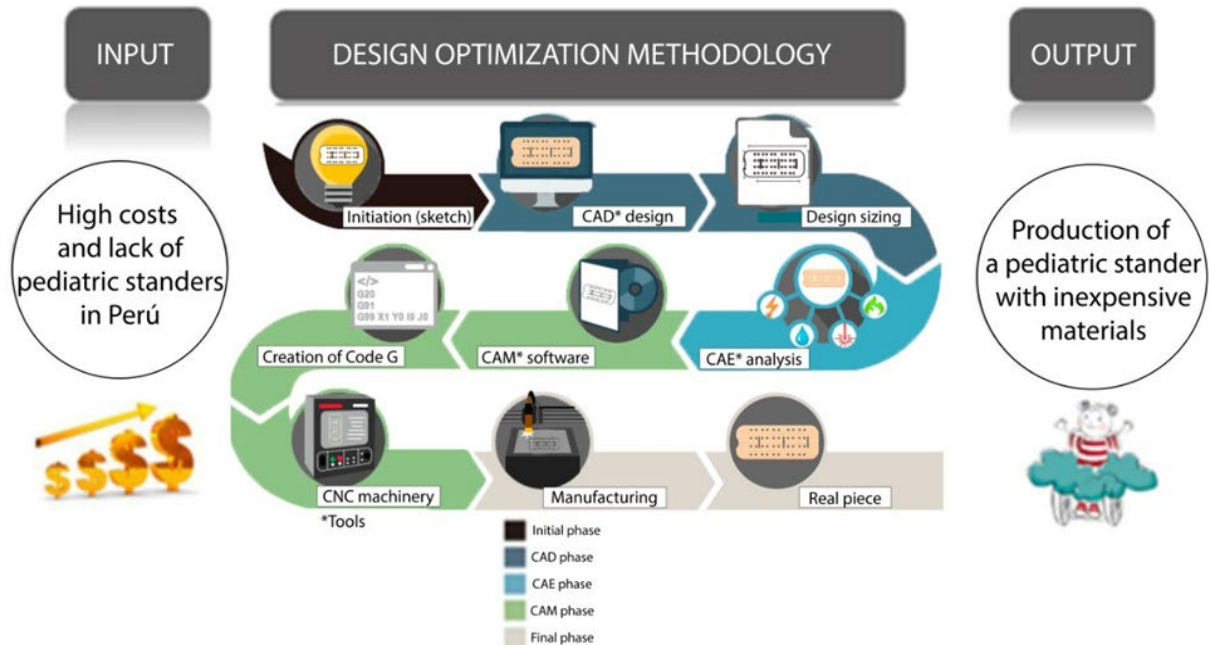 INPUT
DESIGN OPTIMIZATION METHODOLOGY
OUTPUT
High costs
and lack of
pediatric standers
in Perú
Initiation (sketch)
CAD* design
Design sizing
</>
G20
G91
G99 X1 Y0 I0 J0
Creation of Code G
CAM* software
CAE* analysis
CNC machinery
Manufacturing
Real piece
*Tools
Initial phase
CAD phase
CAE phase
CAM phase
Final phase
Production of
a pediatric stander
with inexpensive
materials